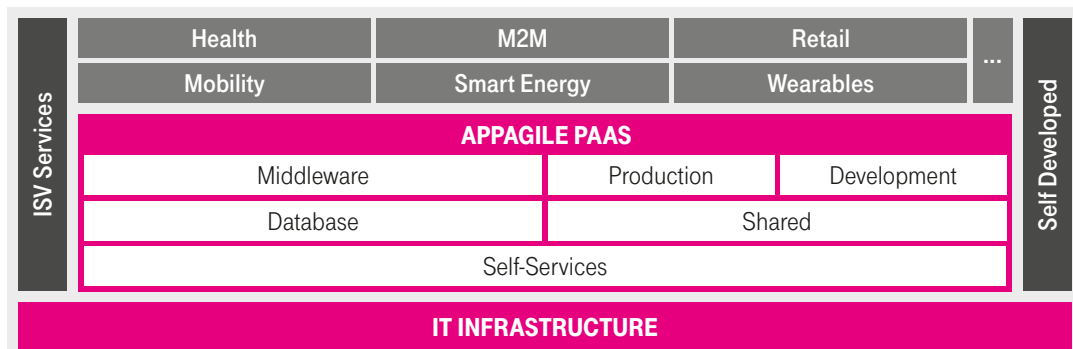 ISV Services
Health
M2M
Retail
...
Mobility
Smart Energy
Wearables
APPAGILE PAAS
Middleware
Production
Development
Database
Shared
Self-Services
Self Developed
IT INFRASTRUCTURE